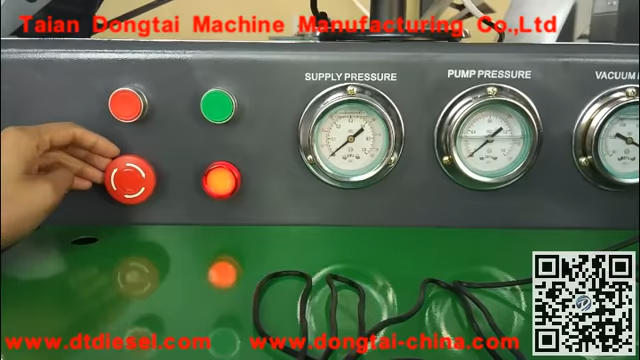 Taian Dongtai Machine Manufacturing Co.,Ltd
SUPPLY PRESSURE
PUMP PRESSURE
VACUUM
www.dtdiesel.com
www.dongtai-china.com